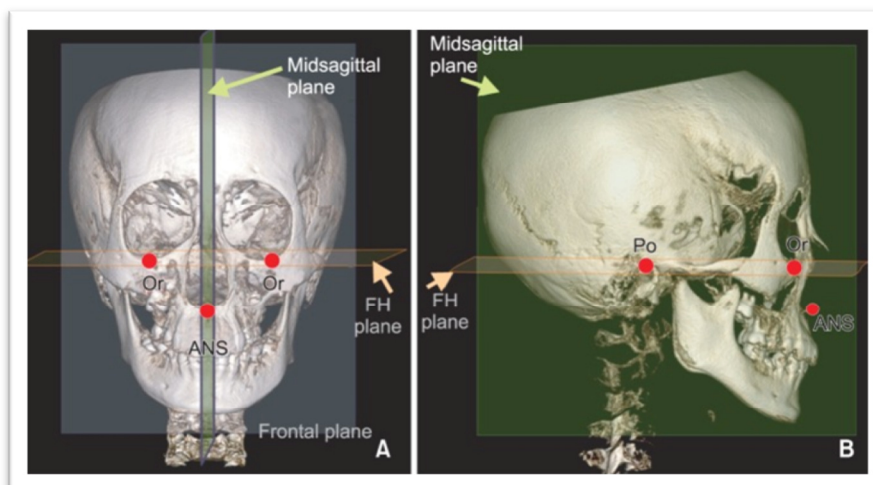 Midsagittal
plane
Or
Or
FH
plane
ANS
Frontal plane
A
Midsagittal
plane
Po
Or
FH
plane
ANS
B